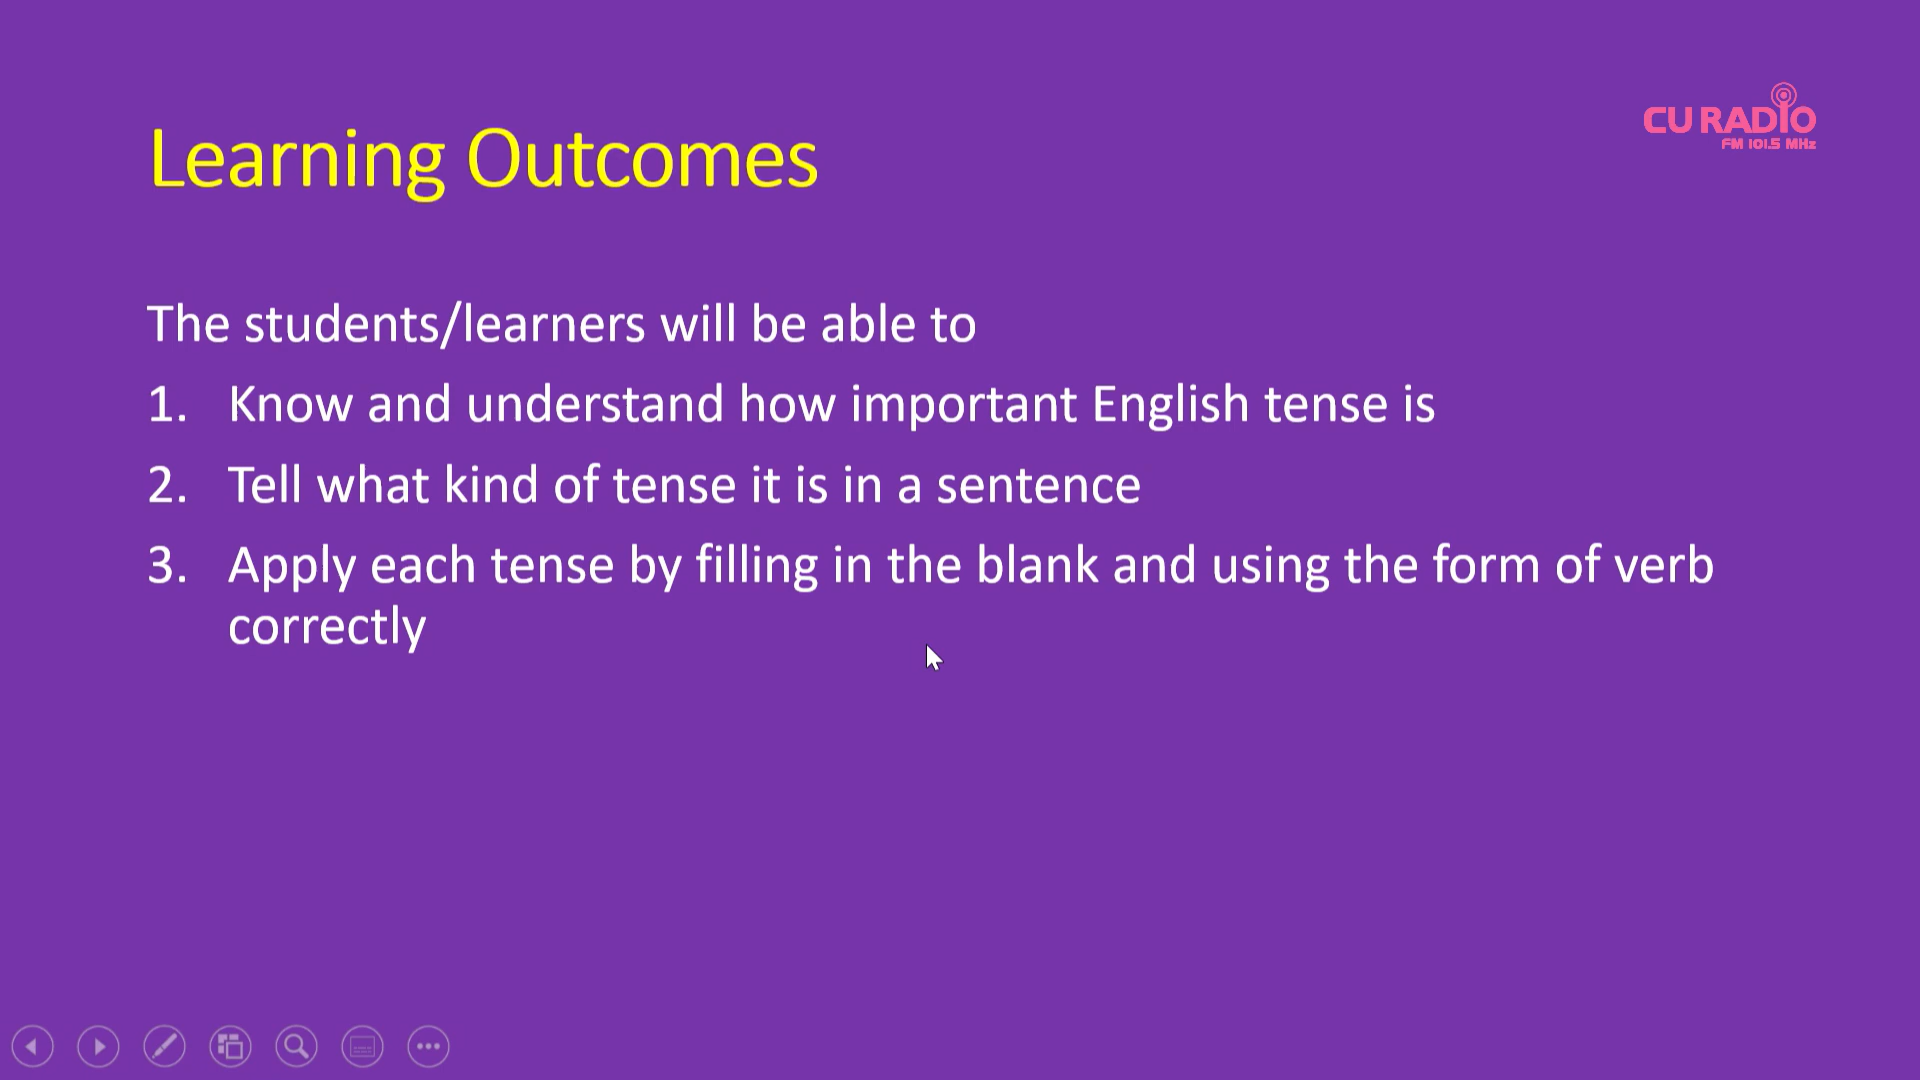 CU RADIO
FM 101.5 MHz
Learning Outcomes
The students/learners will be able to
1. Know and understand how important English tense is
2. Tell what kind of tense it is in a sentence
3. Apply each tense by filling in the blank and using the form of verb
correctly